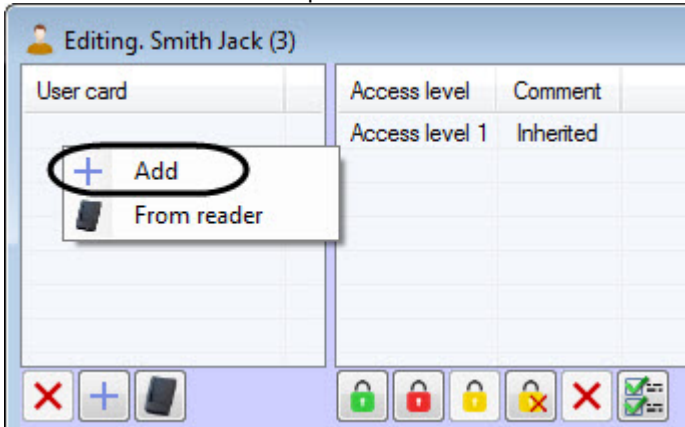 Editing. Smith Jack (3)
User card
Access level Comment
Access level 1 Inherited
Add
From reader